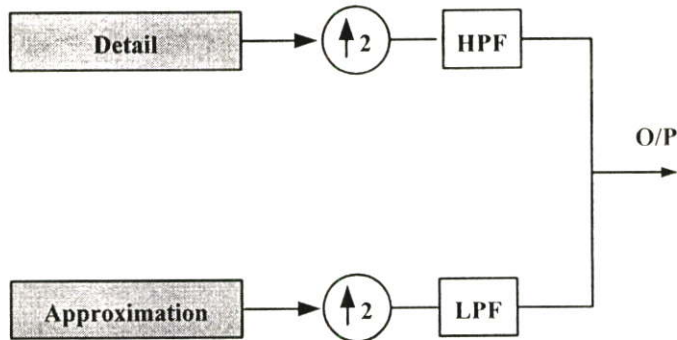 Detail
↑2
HPF
O/P
Approximation
↑2
LPF